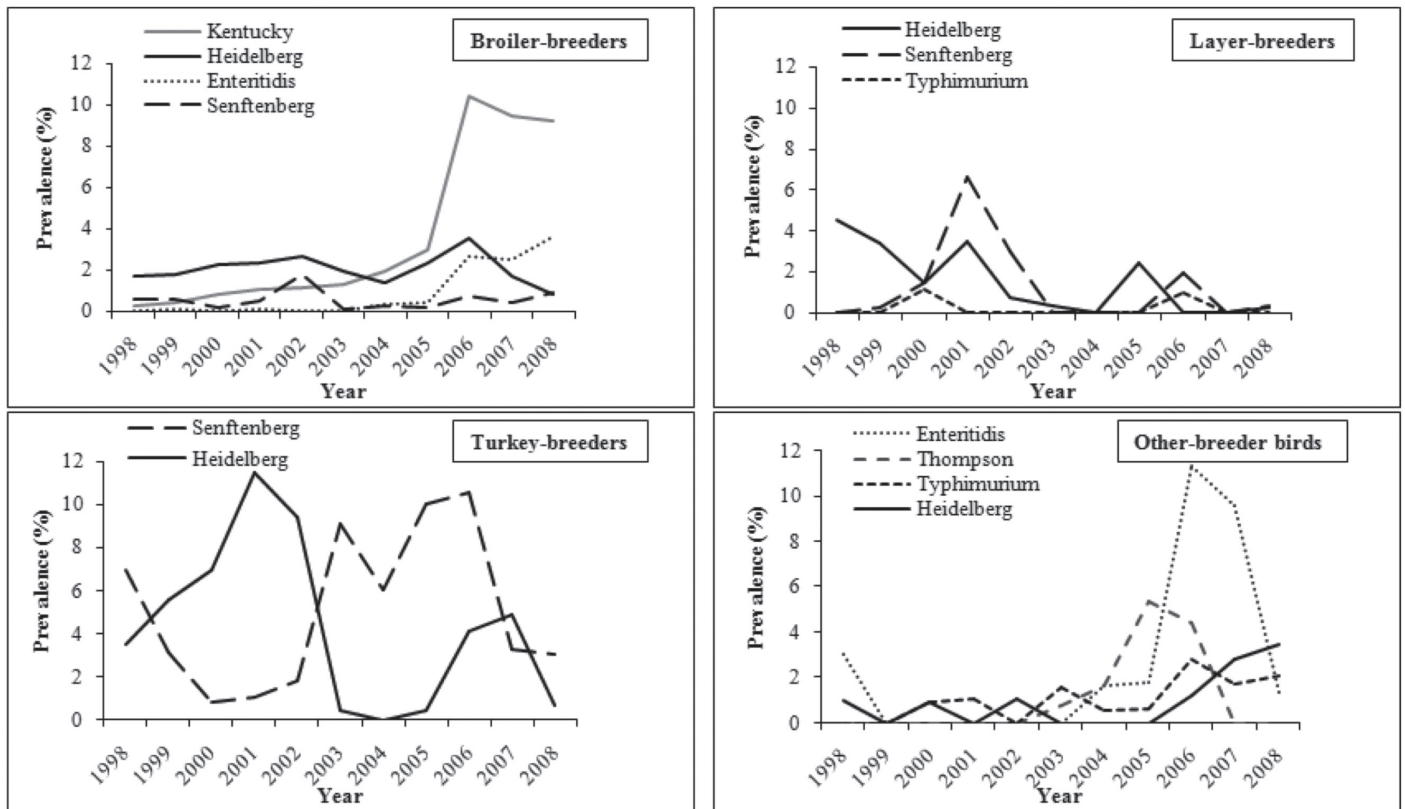 Kentucky
Heidelberg
Enteritidis
Senftenberg
Broiler-breeders
12
10
8
6
4
2
0
Prevalence (%)
1998 1999 2000 2001 2002 2003 2004 2005 2006 2007 2008
Year
Heidelberg
Senftenberg
Typhimurium
Layer-breeders
12
10
8
6
4
2
0
Prevalence (%)
1998 1999 2000 2001 2002 2003 2004 2005 2006 2007 2008
Year
Senftenberg
Heidelberg
Turkey-breeders
12
10
8
6
4
2
0
Prevalence (%)
1998 1999 2000 2001 2002 2003 2004 2005 2006 2007 2008
Year
Enteritidis
Thompson
Typhimurium
Heidelberg
Other-breeder birds
12
10
8
6
4
2
0
Prevalence (%)
1998 1999 2000 2001 2002 2003 2004 2005 2006 2007 2008
Year